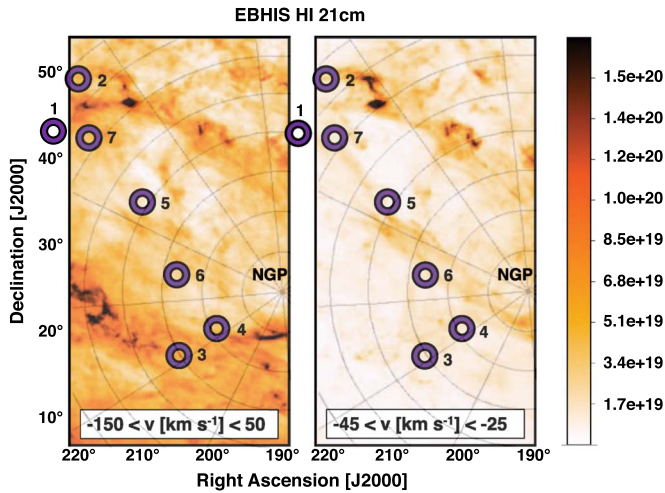 EBHIS HI 21cm
50°
40°
30°
20°
10°
Declination [J2000]
1
2
7
5
6
NGP
4
3
-150 < v [km s⁻¹] < 50
220° 210° 200° 190°
1
2
7
5
6
NGP
4
3
-45 < v [km s⁻¹] < -25
220° 210° 200° 190°
Right Ascension [J2000]
1.5e+20
1.4e+20
1.2e+20
1.0e+20
8.5e+19
6.8e+19
5.1e+19
3.4e+19
1.7e+19